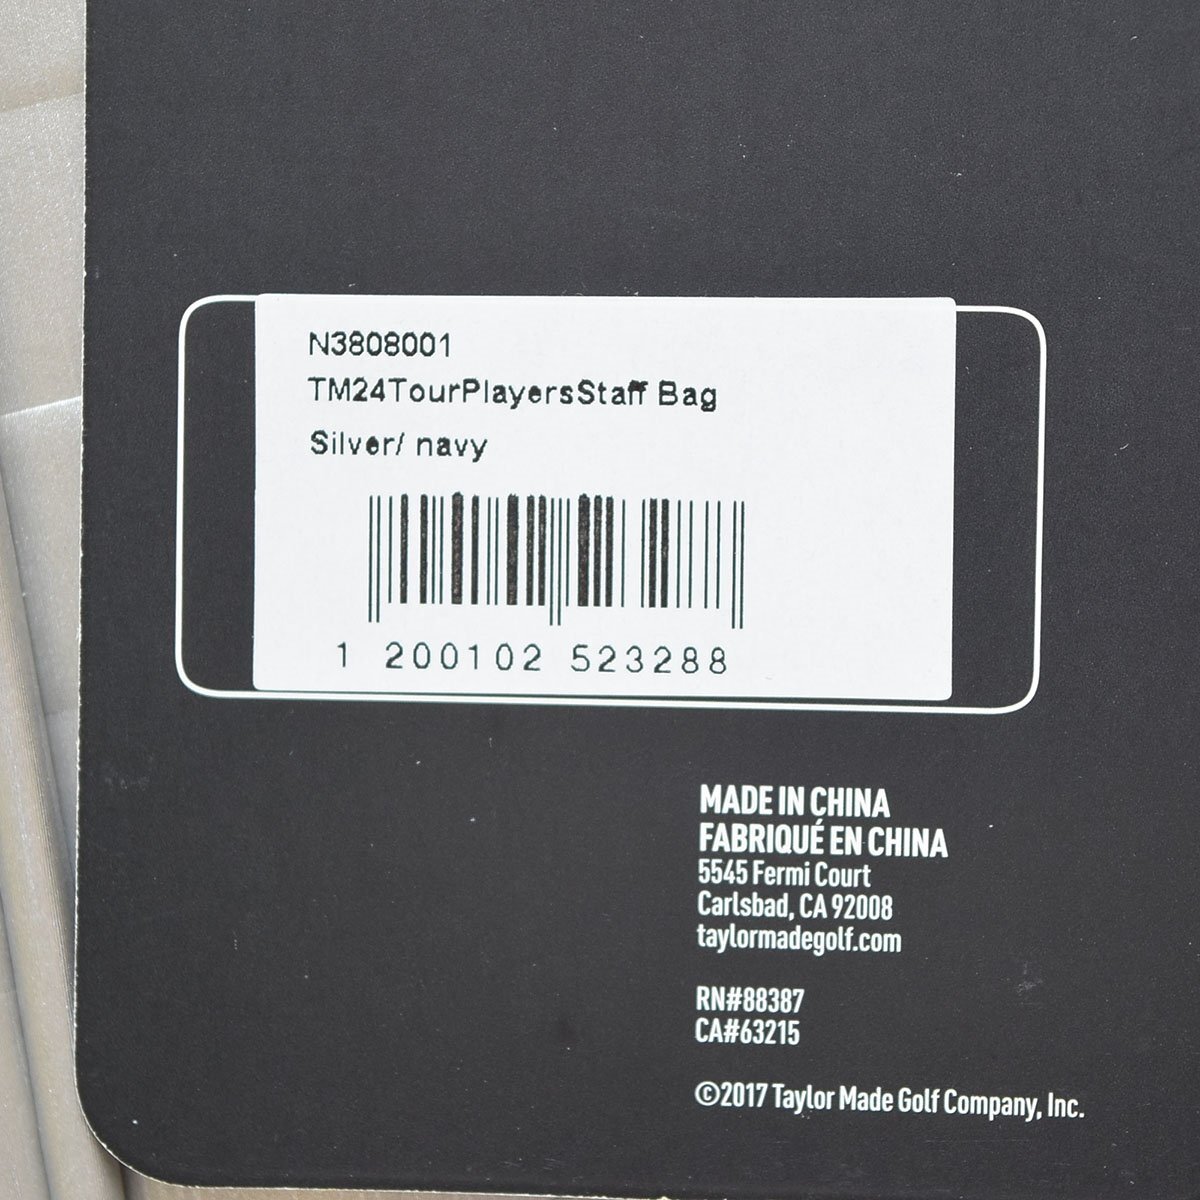 N3808001
TM24TourPlayersStaff Bag
Silver/ navy
1 200102 523288
MADE IN CHINA
FABRIQUÉ EN CHINA
5545 Fermi Court
Carlsbad, CA 92008
taylormadegolf.com
RN#88387
CA#63215
©2017 Taylor Made Golf Company, Inc.